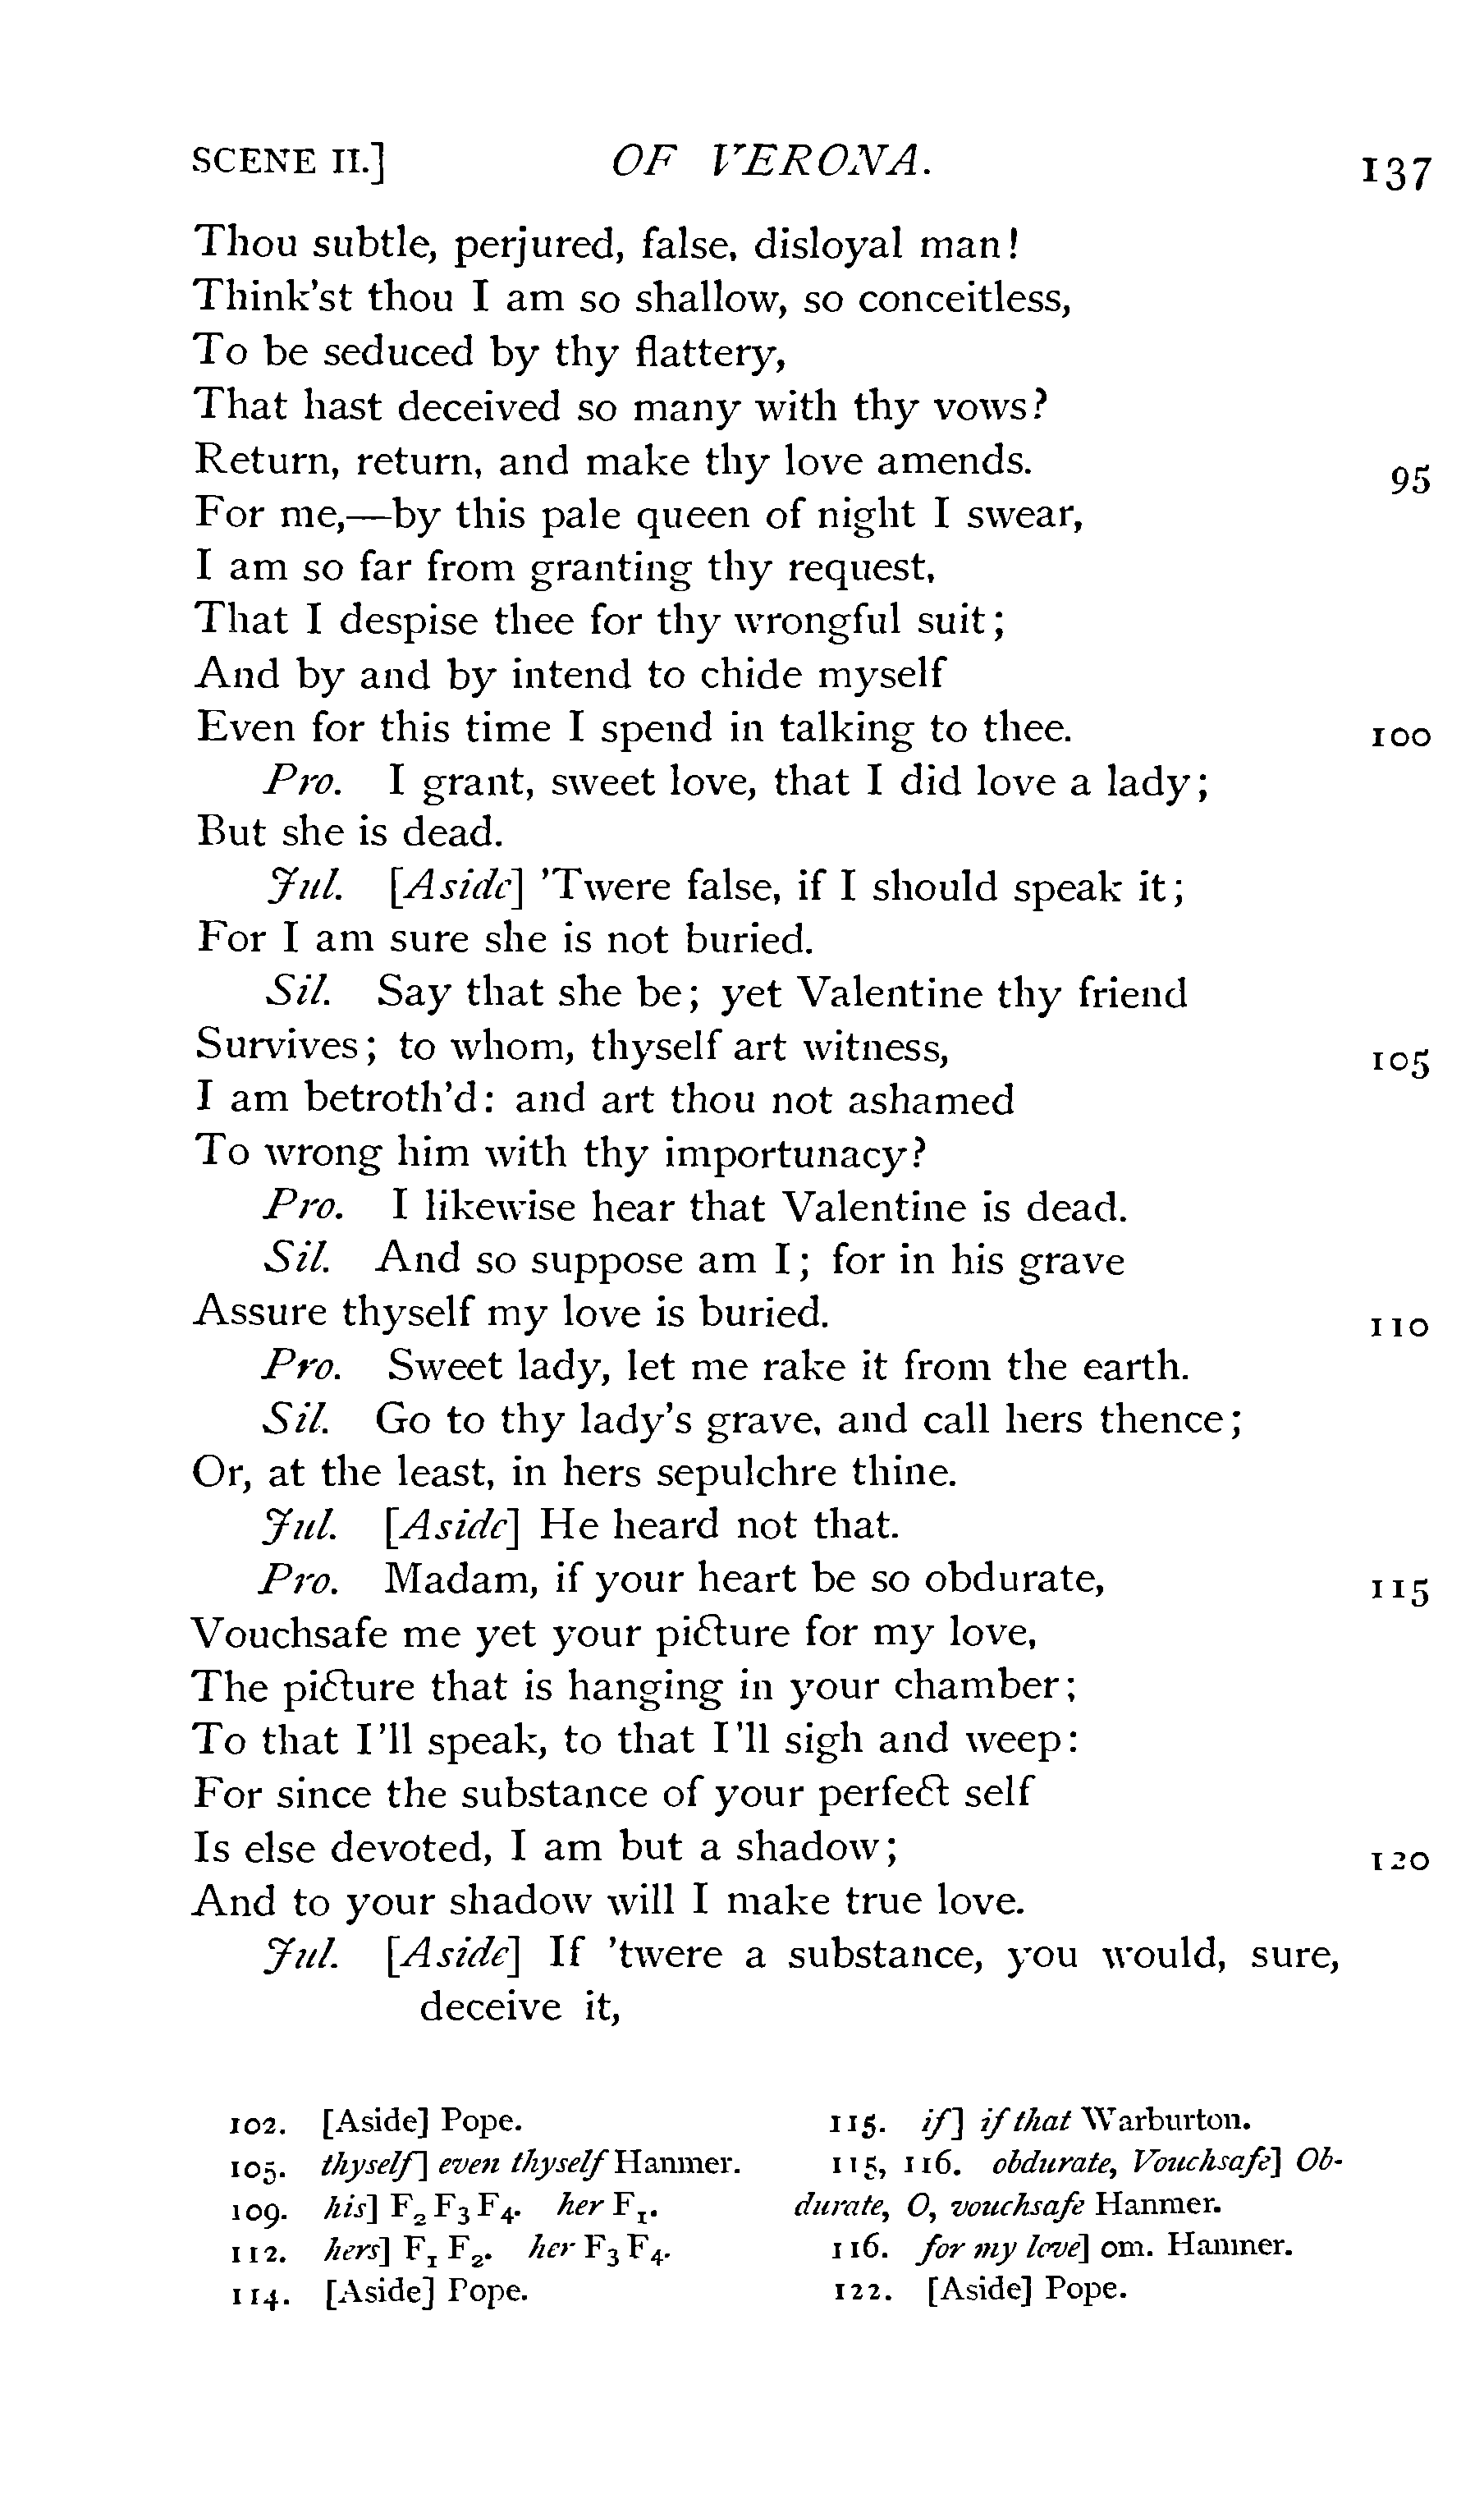 SCENE II.] OF VERONA. 137
Thou subtle, perjured, false, disloyal man!
Think'st thou I am so shallow, so conceitless,
To be seduced by thy flattery,
That hast deceived so many with thy vows?
Return, return, and make thy love amends. 95
For me,—by this pale queen of night I swear,
I am so far from granting thy request,
That I despise thee for thy wrongful suit;
And by and by intend to chide myself
Even for this time I spend in talking to thee. 100
Pro. I grant, sweet love, that I did love a lady;
But she is dead.
Jul. [Aside] 'Twere false, if I should speak it;
For I am sure she is not buried.
Sil. Say that she be; yet Valentine thy friend
Survives; to whom, thyself art witness, 105
I am betroth'd: and art thou not ashamed
To wrong him with thy importunacy?
Pro. I likewise hear that Valentine is dead.
Sil. And so suppose am I; for in his grave
Assure thyself my love is buried. 110
Pro. Sweet lady, let me rake it from the earth.
Sil. Go to thy lady's grave, and call hers thence;
Or, at the least, in hers sepulchre thine.
Jul. [Aside] He heard not that.
Pro. Madam, if your heart be so obdurate, 115
Vouchsafe me yet your picture for my love,
The picture that is hanging in your chamber;
To that I'll speak, to that I'll sigh and weep:
For since the substance of your perfect self
Is else devoted, I am but a shadow; 120
And to your shadow will I make true love.
Jul. [Aside] If 'twere a substance, you would, sure,
deceive it,
102. [Aside] Pope.
105. thyself] even thyself Hanmer.
109. his] F2 F3 F4. her F1.
112. hers] F1 F2. her F3 F4.
114. [Aside] Pope.
115. if] if that Warburton.
115, 116. obdurate, Vouchsafe] Ob-
durate, O, vouchsafe Hanmer.
116. for my love] om. Hanmer.
122. [Aside] Pope.